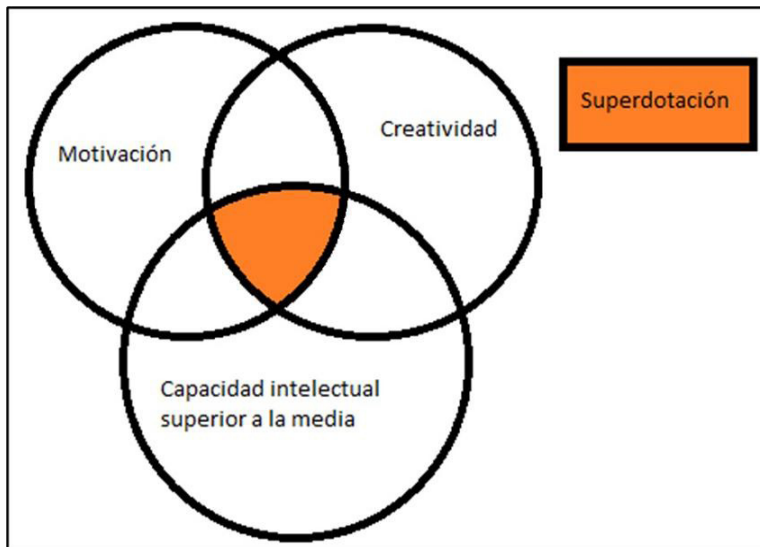 Motivación
Creatividad
Superdotación
Capacidad intelectual
superior a la media